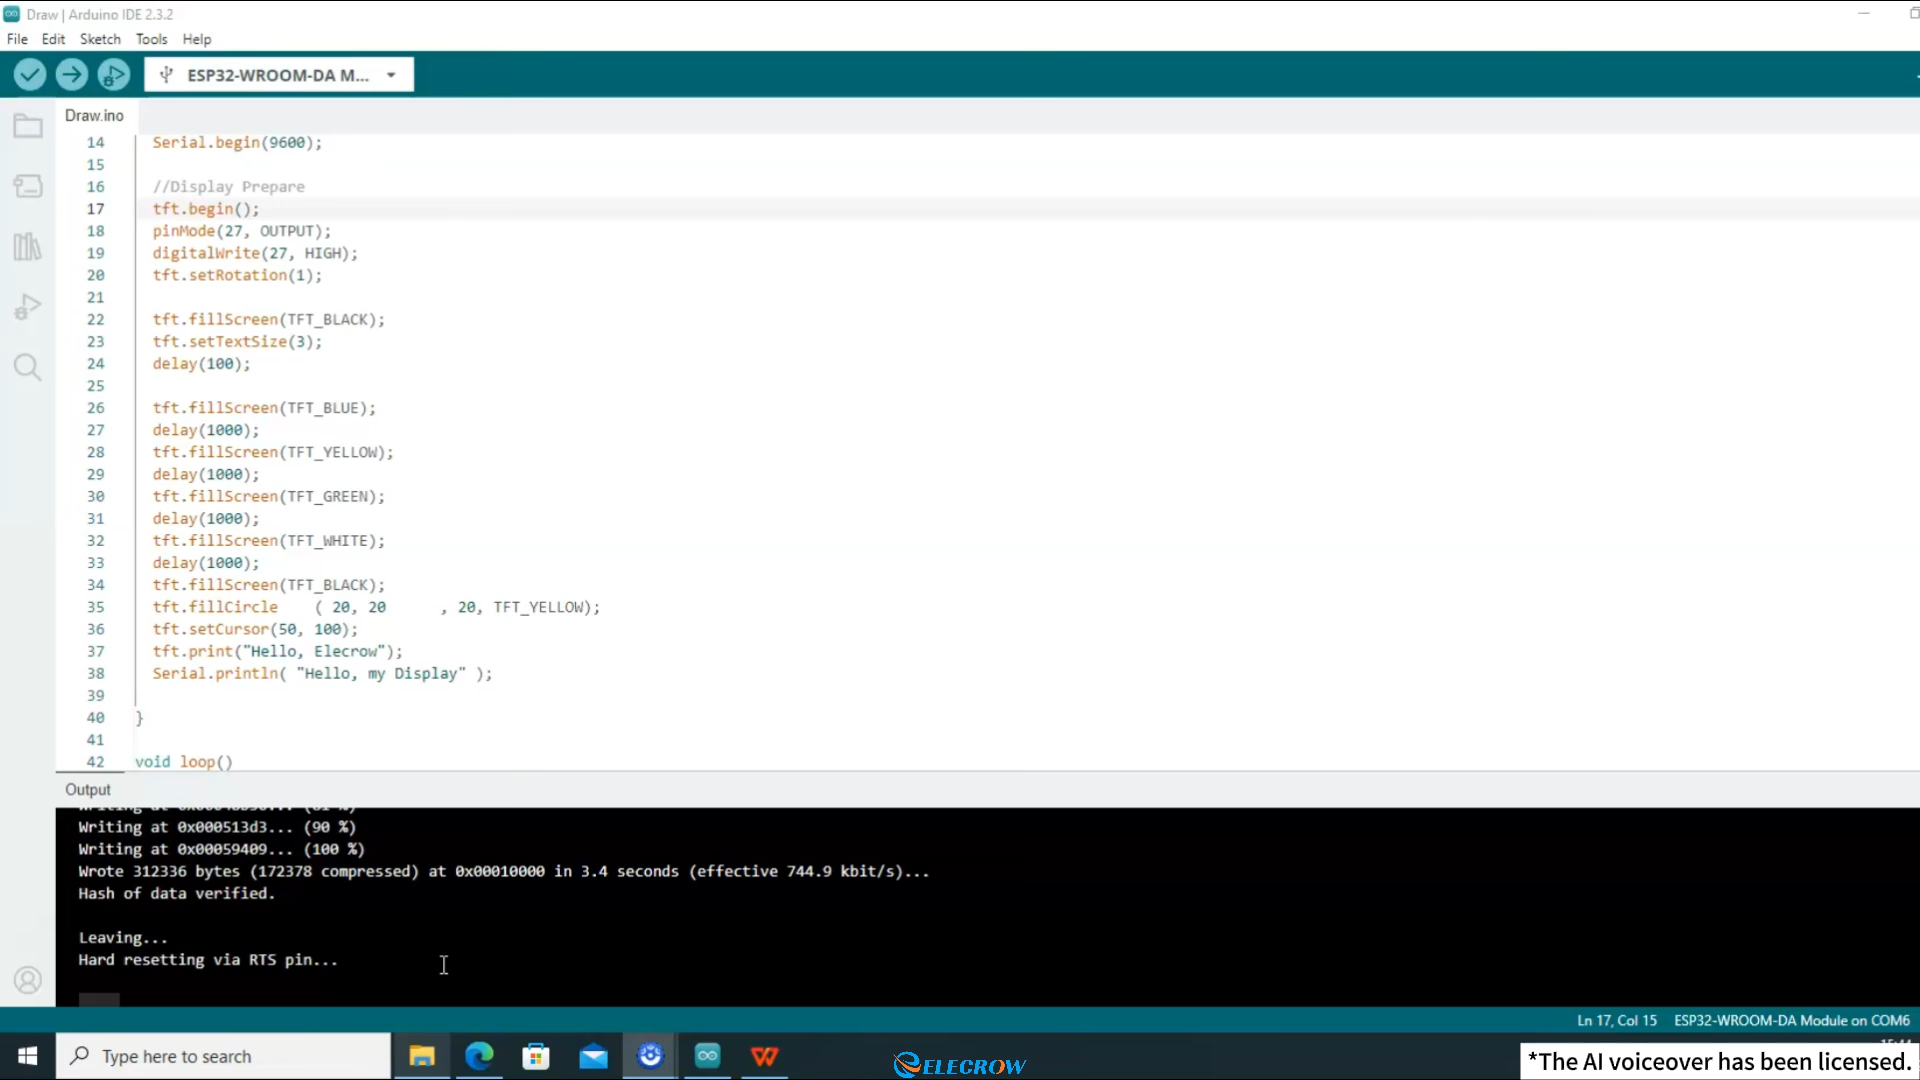 Draw | Arduino IDE 2.3.2
File Edit Sketch Tools Help
ESP32-WROOM-DA M...
Draw.ino
14 Serial.begin(9600);
15
16 //Display Prepare
17 tft.begin();
18 pinMode(27, OUTPUT);
19 digitalWrite(27, HIGH);
20 tft.setRotation(1);
21
22 tft.fillScreen(TFT_BLACK);
23 tft.setTextSize(3);
24 delay(100);
25
26 tft.fillScreen(TFT_BLUE);
27 delay(1000);
28 tft.fillScreen(TFT_YELLOW);
29 delay(1000);
30 tft.fillScreen(TFT_GREEN);
31 delay(1000);
32 tft.fillScreen(TFT_WHITE);
33 delay(1000);
34 tft.fillScreen(TFT_BLACK);
35 tft.fillCircle ( 20, 20 , 20, TFT_YELLOW);
36 tft.setCursor(50, 100);
37 tft.print("Hello, Elecrow");
38 Serial.println( "Hello, my Display" );
39
40 }
41
42 void loop()
Output
Writing at 0x000513d3... (90 %)
Writing at 0x00059409... (100 %)
Wrote 312336 bytes (172378 compressed) at 0x00010000 in 3.4 seconds (effective 744.9 kbit/s)...
Hash of data verified.
Leaving...
Hard resetting via RTS pin...
Ln 17, Col 15 ESP32-WROOM-DA Module on COM6
Type here to search
ELECROW
*The AI voiceover has been licensed.